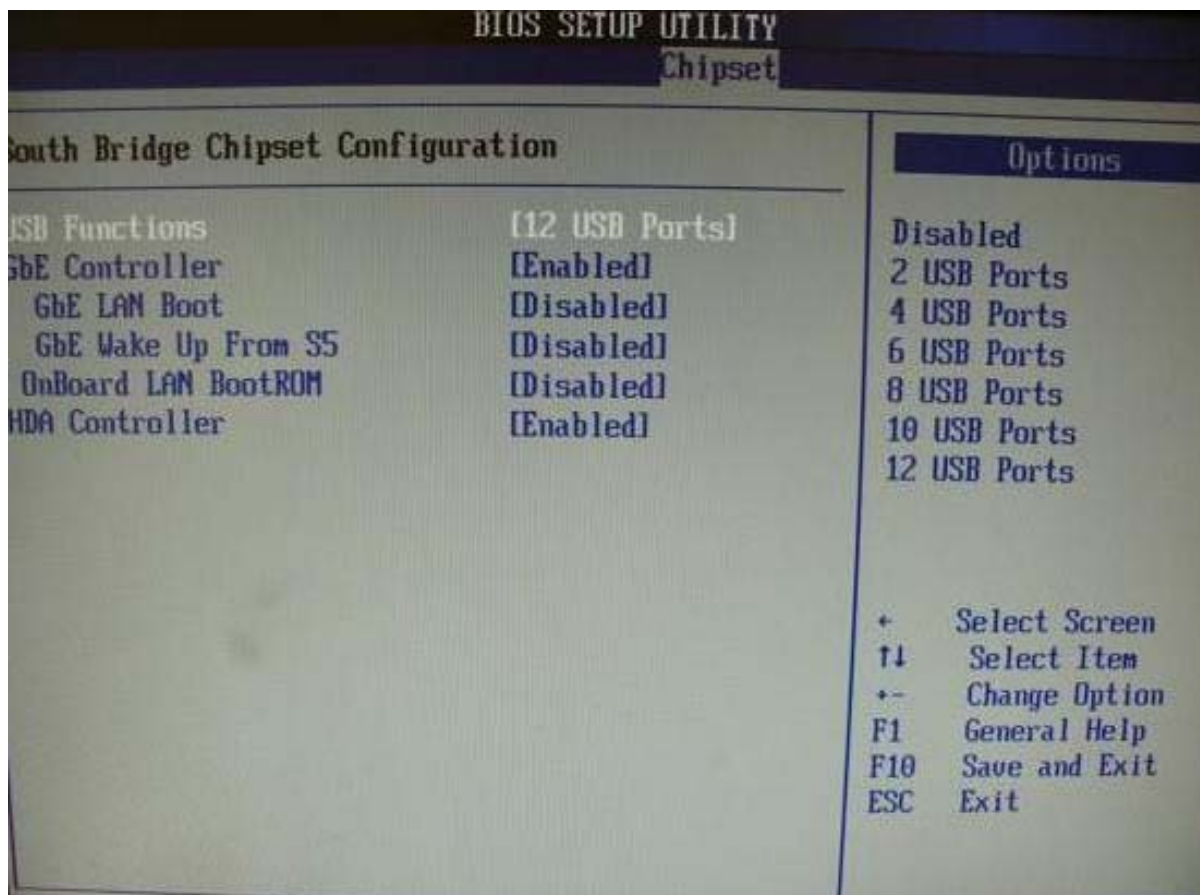 BIOS SETUP UTILITY
Chipset
South Bridge Chipset Configuration
USB Functions [12 USB Ports]
GbE Controller [Enabled]
GbE LAN Boot [Disabled]
GbE Wake Up From S5 [Disabled]
OnBoard LAN BootROM [Disabled]
HDA Controller [Enabled]
Options
Disabled
2 USB Ports
4 USB Ports
6 USB Ports
8 USB Ports
10 USB Ports
12 USB Ports
← Select Screen
↑↓ Select Item
+- Change Option
F1 General Help
F10 Save and Exit
ESC Exit